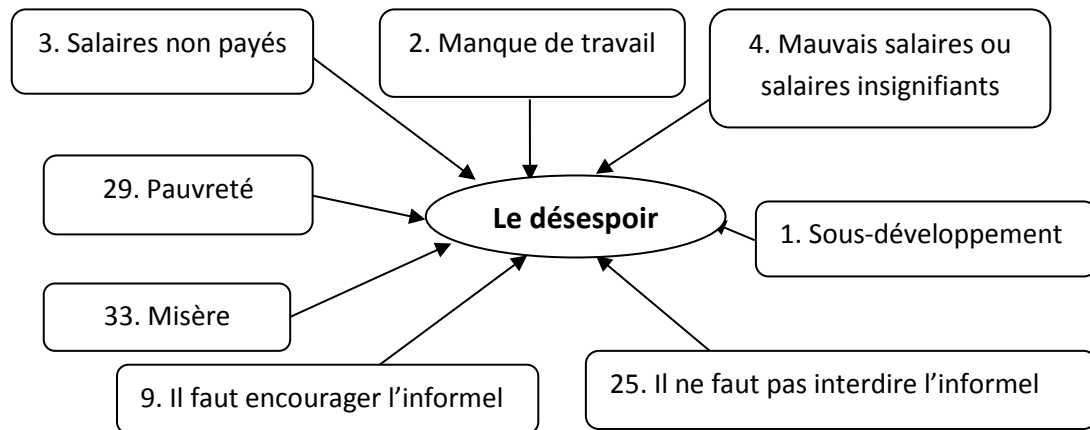 3. Salaires non payés
2. Manque de travail
4. Mauvais salaires ou
salaires insignifiants
29. Pauvreté
Le désespoir
1. Sous-développement
33. Misère
9. Il faut encourager l’informel
25. Il ne faut pas interdire l’informel